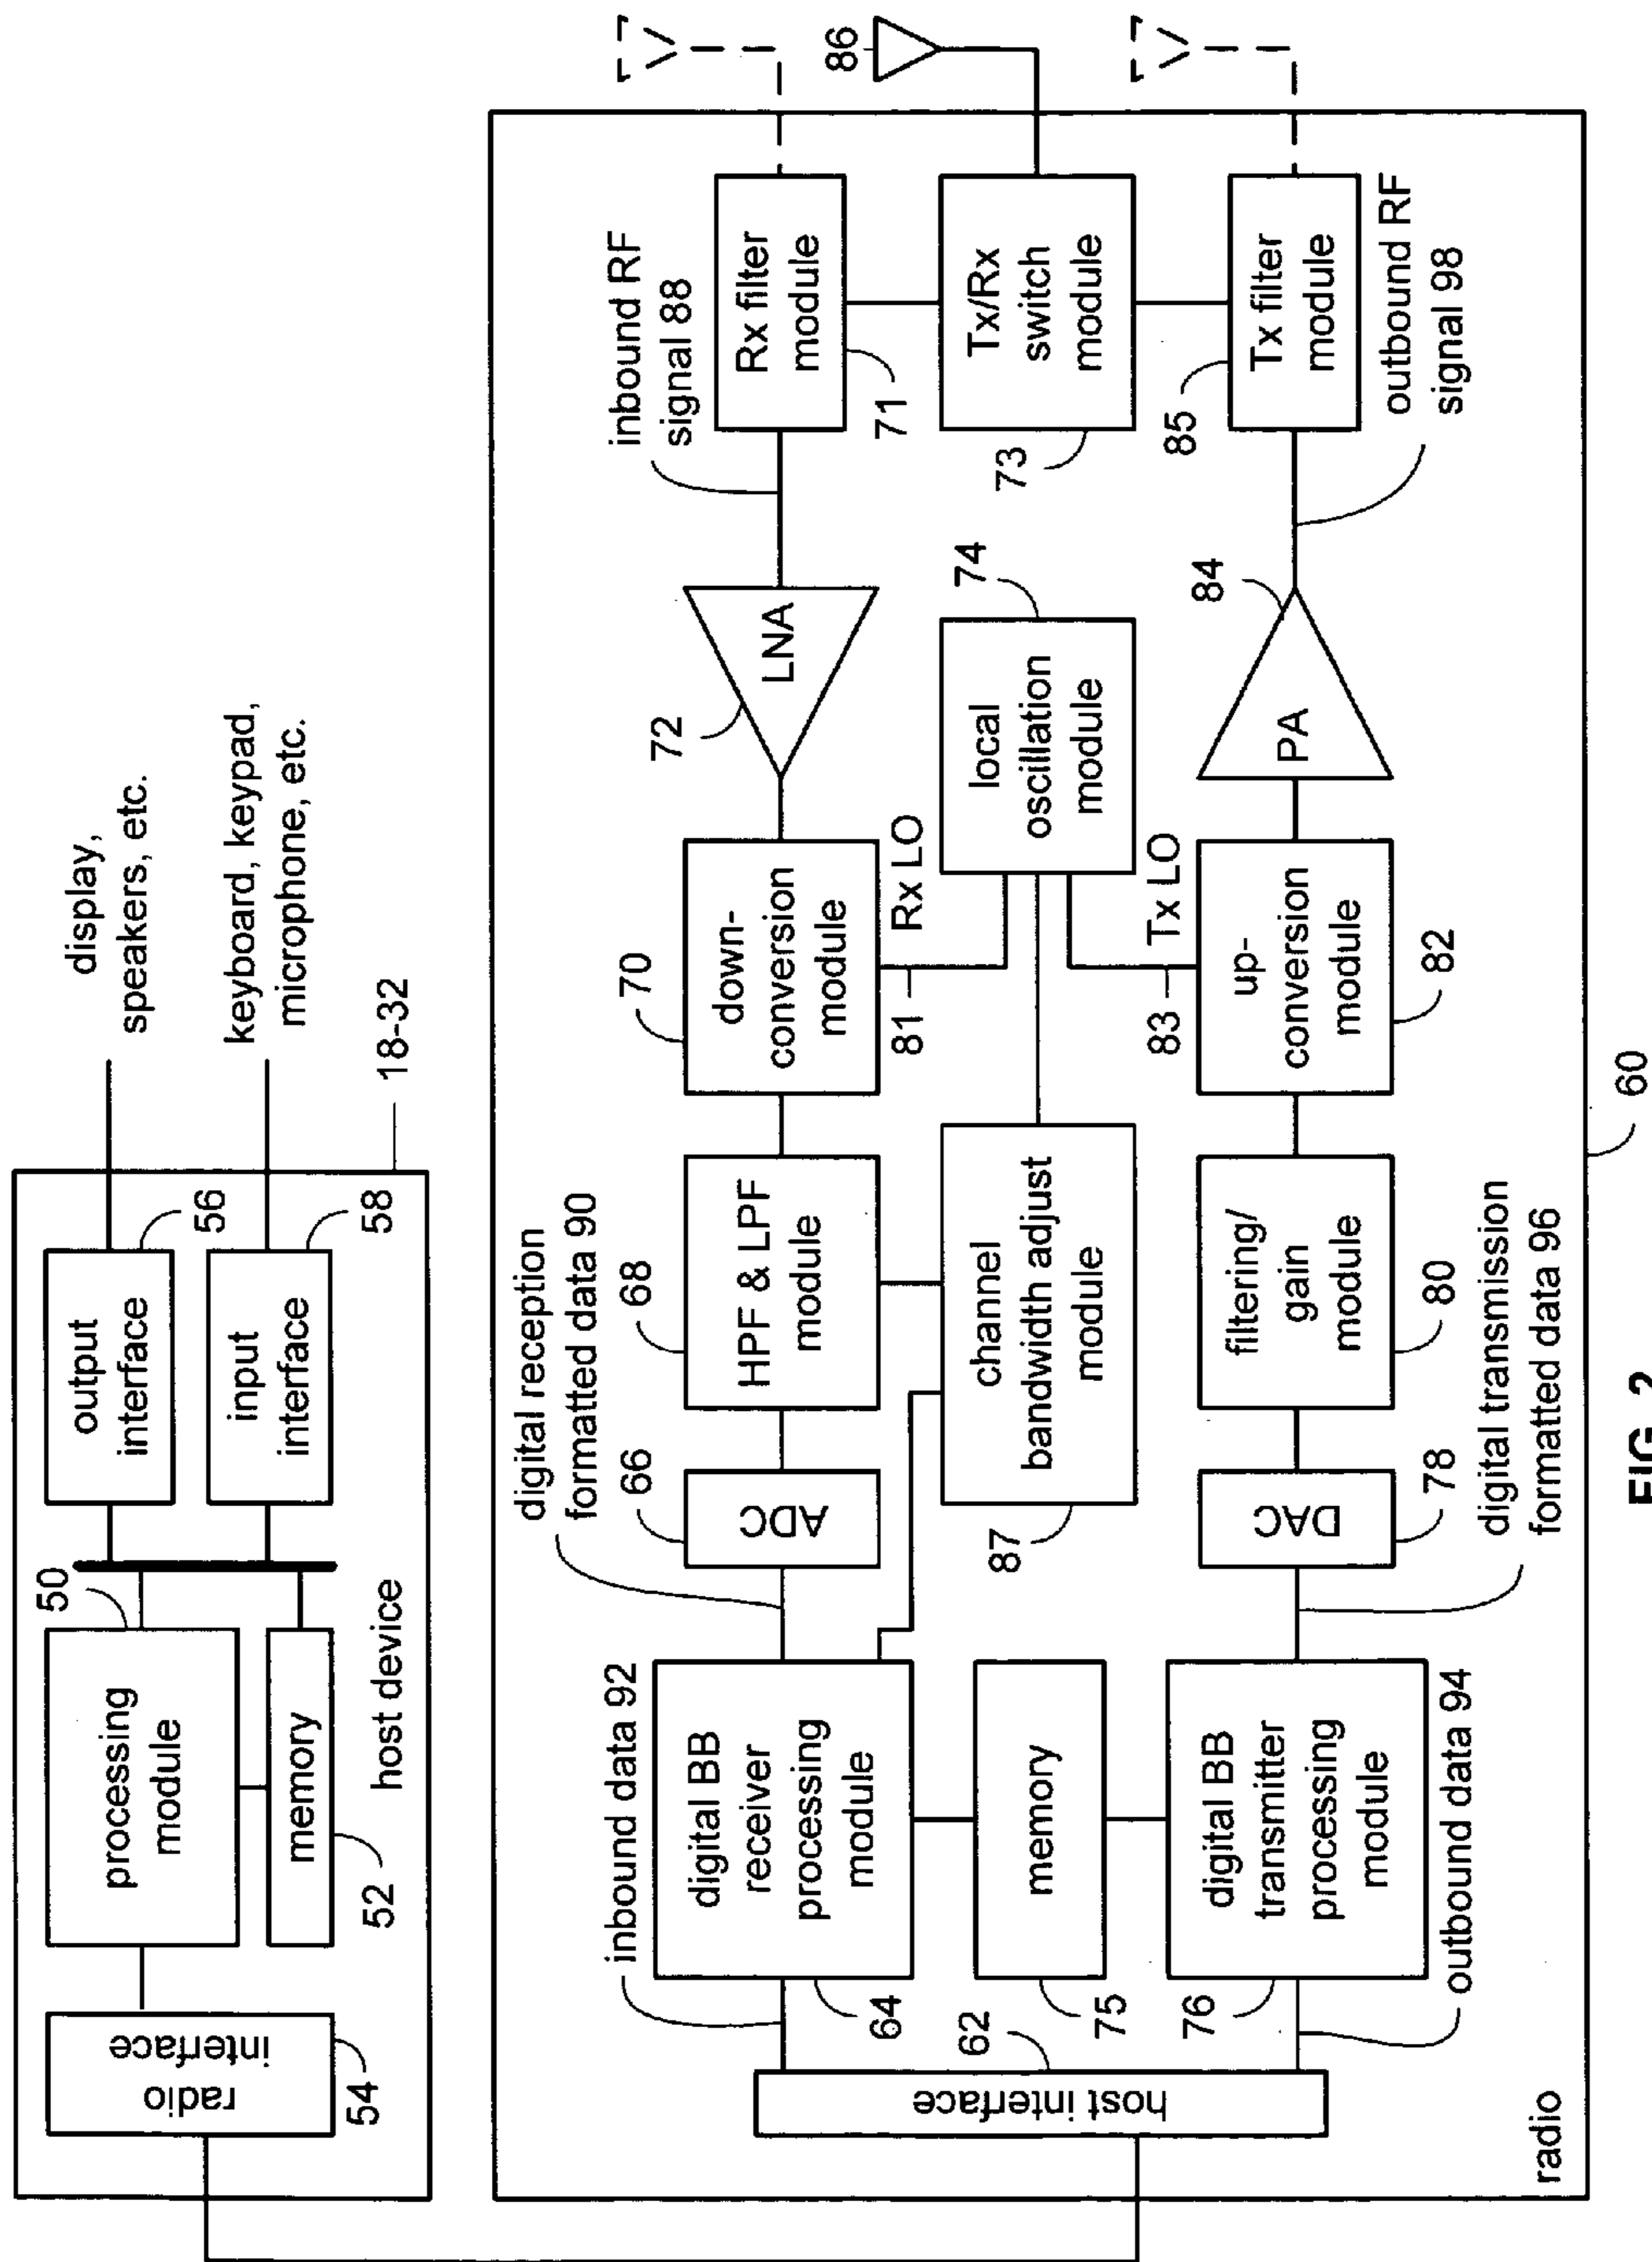 display,
speakers, etc.
keyboard, keypad,
microphone, etc.
18-32
radio
interface
54
processing
module
50
memory
52
host device
output
interface
56
input
interface
58
radio
60
host interface
62
inbound data 92
digital BB
receiver
processing
module
64
memory
75
digital BB
transmitter
processing
module
76
outbound data 94
digital reception
formatted data 90
ADC
66
HPF & LPF
module
68
down-
conversion
module
70
LNA
72
inbound RF
signal 88
Rx filter
module
71
Tx/Rx
switch
module
73
86
channel
bandwidth adjust
module
87
81
Rx LO
83
Tx LO
local
oscillation
module
74
DAC
78
digital transmission
formatted data 96
filtering/
gain
module
80
up-
conversion
module
82
PA
84
Tx filter
module
85
outbound RF
signal 98
FIG. 2